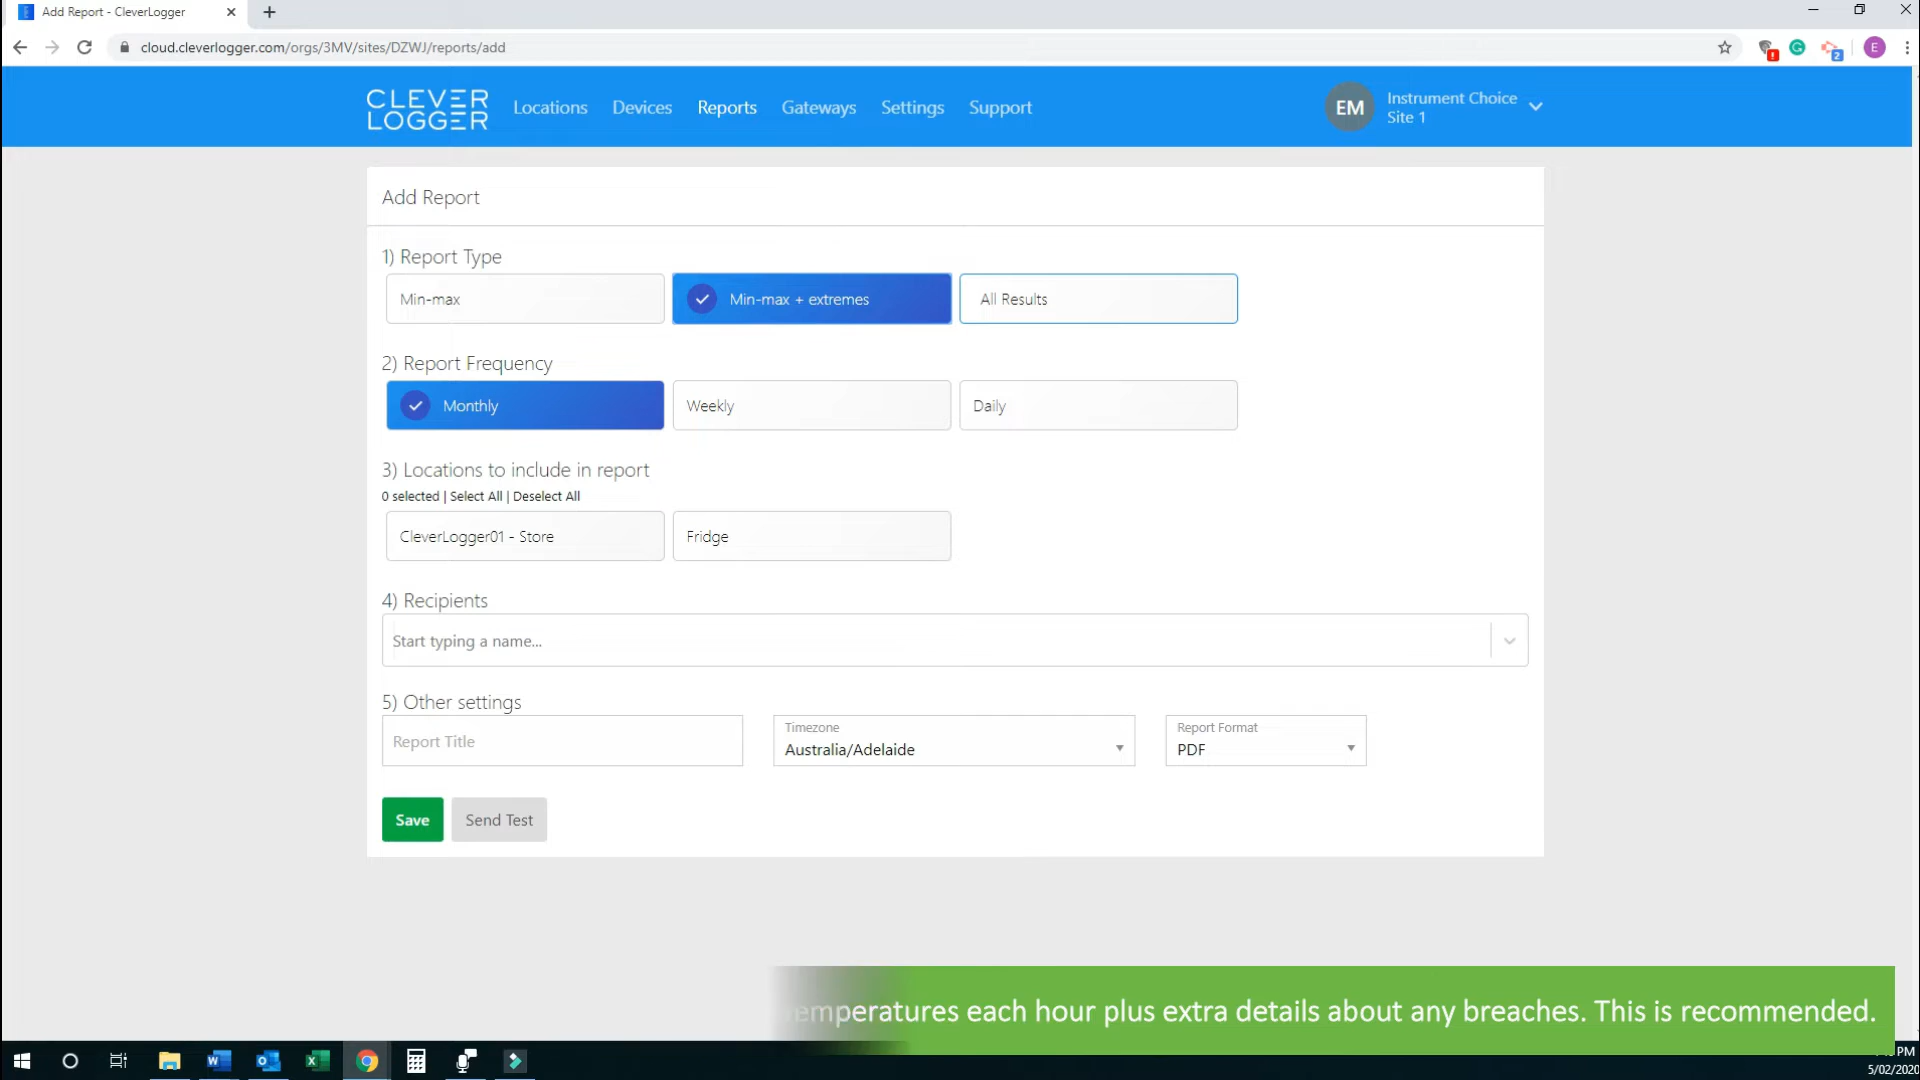 Add Report - CleverLogger
cloud.cleverlogger.com/orgs/3MV/sites/DZWJ/reports/add
E
CLEVER
LOGGER
Locations Devices Reports Gateways Settings Support
EM
Instrument Choice
Site 1
Add Report
1) Report Type
Min-max
Min-max + extremes
All Results
2) Report Frequency
Monthly
Weekly
Daily
3) Locations to include in report
0 selected | Select All | Deselect All
CleverLogger01 - Store
Fridge
4) Recipients
Start typing a name...
5) Other settings
Report Title
Timezone
Australia/Adelaide
Report Format
PDF
Save
Send Test
emperatures each hour plus extra details about any breaches. This is recommended.
PM
5/02/2020